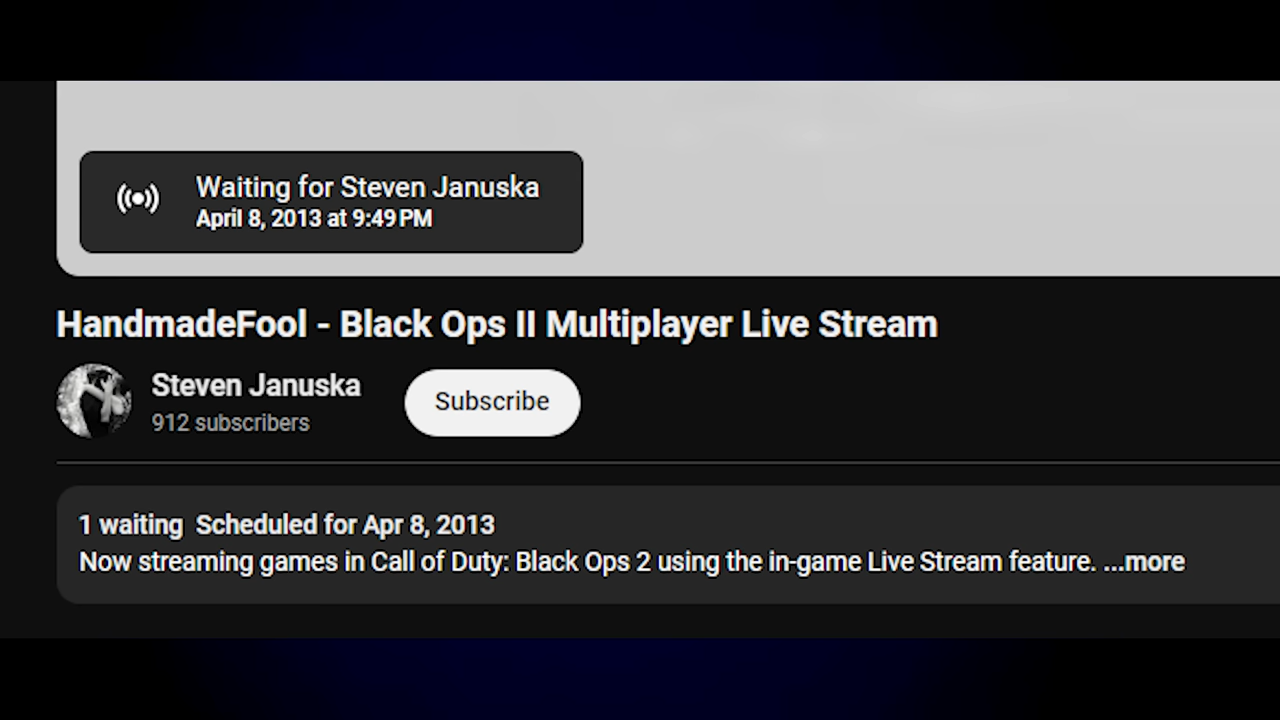 Waiting for Steven Januska
April 8, 2013 at 9:49 PM
HandmadeFool - Black Ops II Multiplayer Live Stream
Steven Januska
912 subscribers
Subscribe
1 waiting Scheduled for Apr 8, 2013
Now streaming games in Call of Duty: Black Ops 2 using the in-game Live Stream feature. ...more